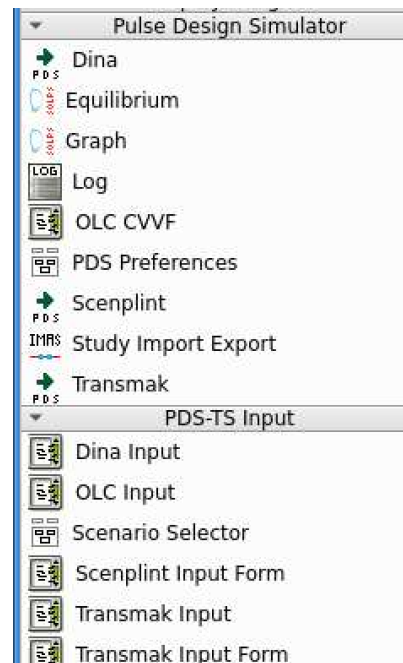 Pulse Design Simulator
PDS Dina
SOLPS Equilibrium
SOLPS Graph
LOG Log
OLC CVVF
PDS Preferences
PDS Scenplint
IMAS Study Import Export
PDS Transmak
PDS-TS Input
Dina Input
OLC Input
Scenario Selector
Scenplint Input Form
Transmak Input
Transmak Input Form